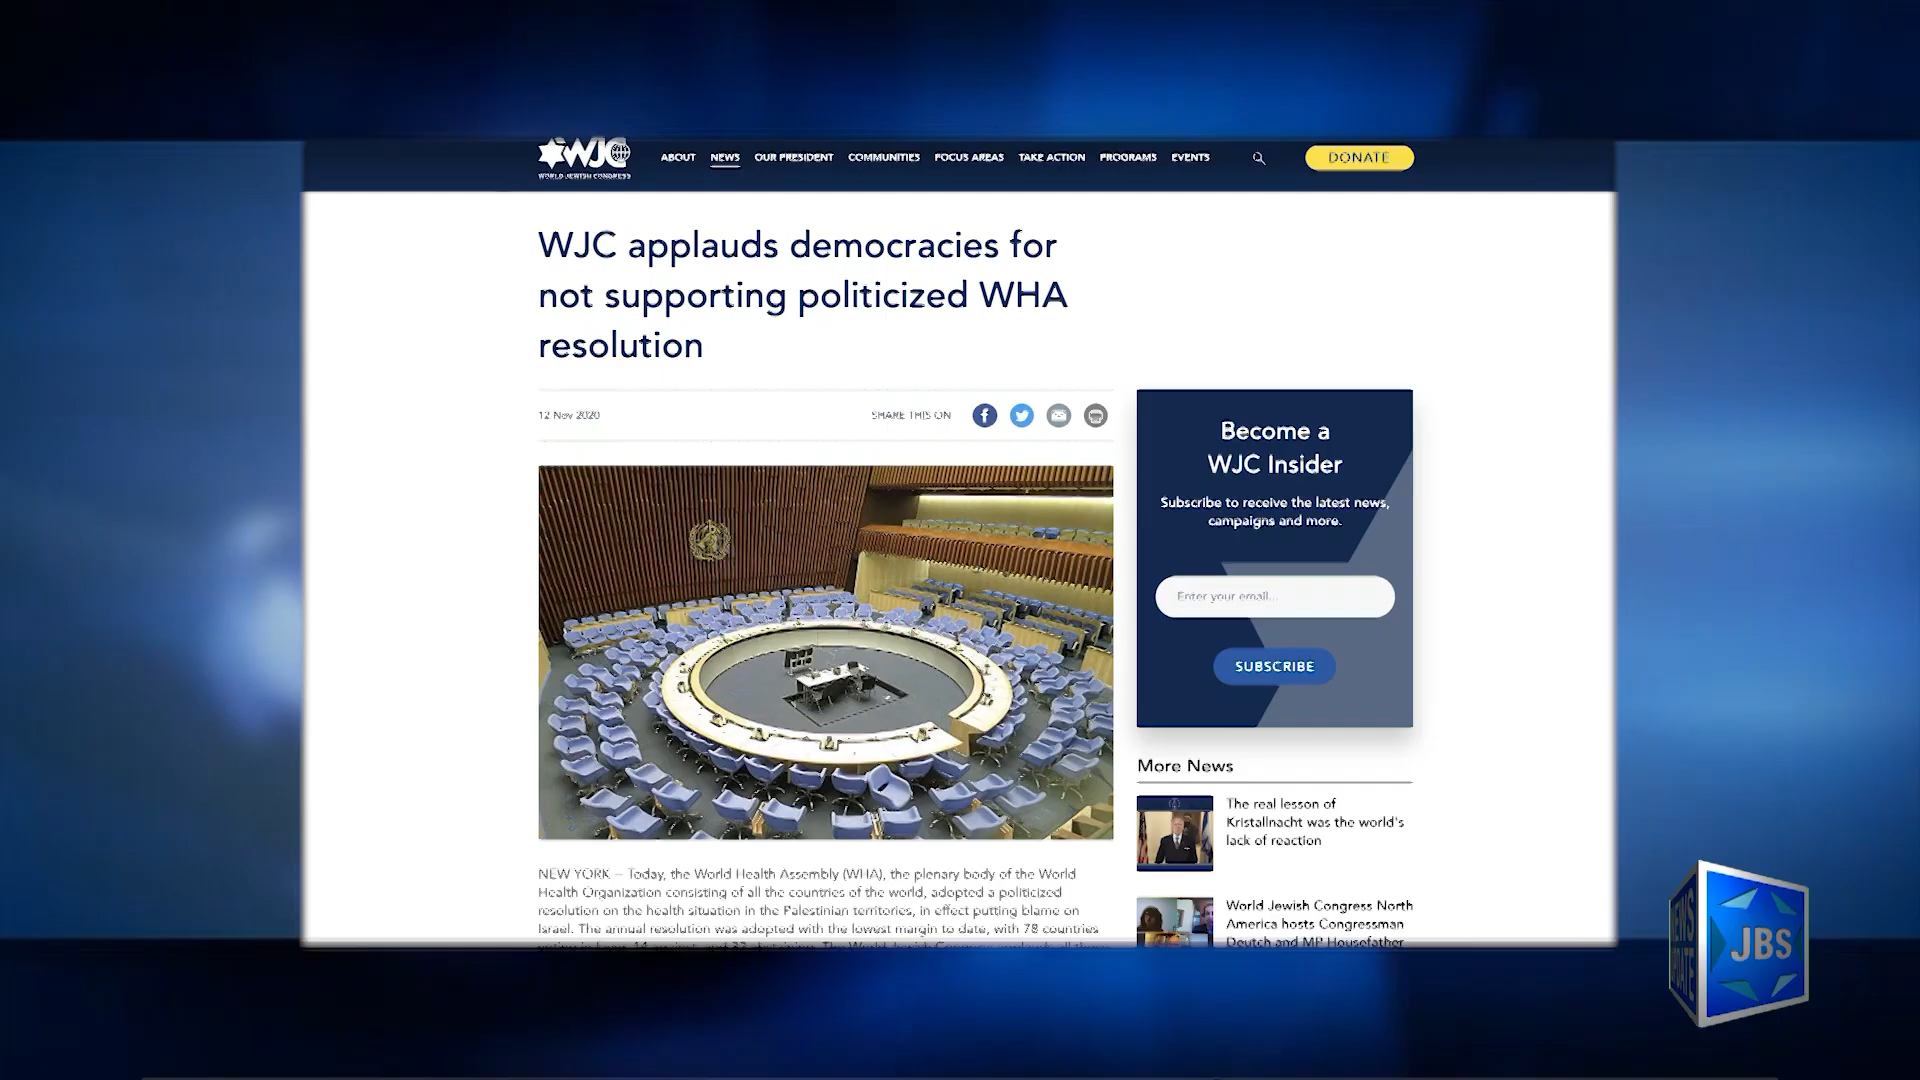 WJC
WORLD JEWISH CONGRESS
ABOUT NEWS OUR PRESIDENT COMMUNITIES FOCUS AREAS TAKE ACTION PROGRAMS EVENTS
DONATE
WJC applauds democracies for
not supporting politicized WHA
resolution
12 Nov 2020
SHARE THIS ON
Become a
WJC Insider
Subscribe to receive the latest news,
campaigns and more.
Enter your email...
SUBSCRIBE
More News
The real lesson of
Kristallnacht was the world's
lack of reaction
World Jewish Congress North
America hosts Congressman
Deutch and MP Housefather
NEW YORK – Today, the World Health Assembly (WHA), the plenary body of the World
Health Organization consisting of all the countries of the world, adopted a politicized
resolution on the health situation in the Palestinian territories, in effect putting blame on
Israel. The annual resolution was adopted with the lowest margin to date, with 78 countries
NEWS
UPDATE
JBS